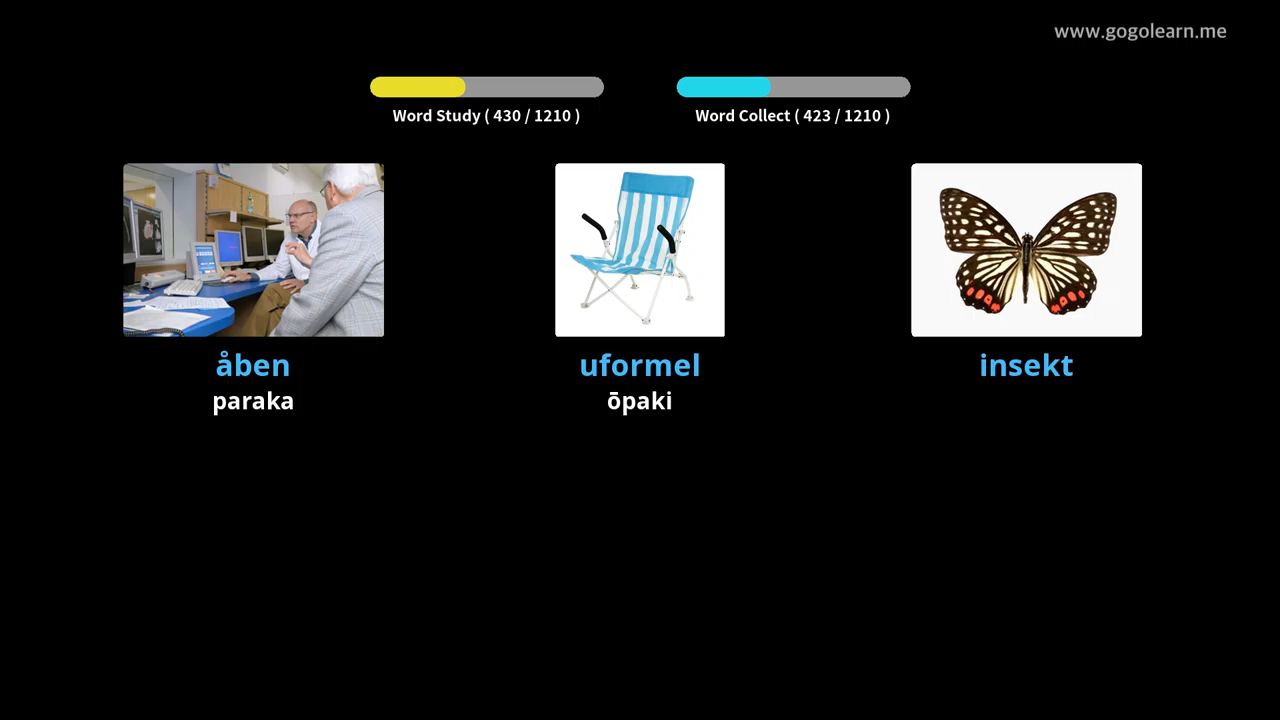 www.gogolearn.me
Word Study ( 430 / 1210 )
Word Collect ( 423 / 1210 )
åben
uformel
insekt
paraka
ōpaki